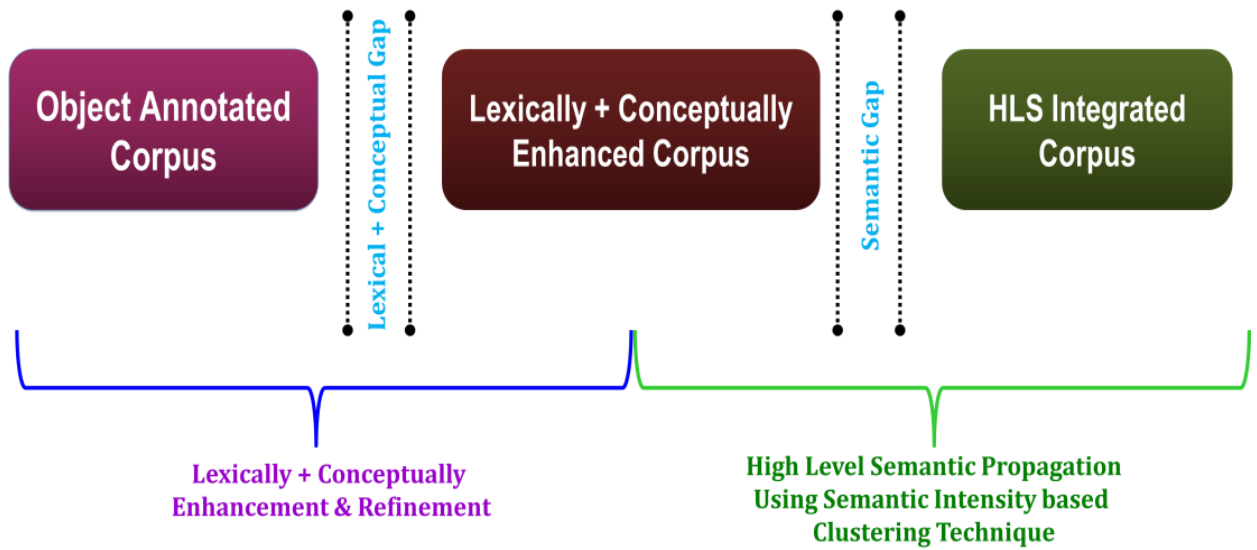 Object Annotated
Corpus
Lexical + Conceptual Gap
Lexically + Conceptually
Enhanced Corpus
Semantic Gap
HLS Integrated
Corpus
Lexically + Conceptually
Enhancement & Refinement
High Level Semantic Propagation
Using Semantic Intensity based
Clustering Technique